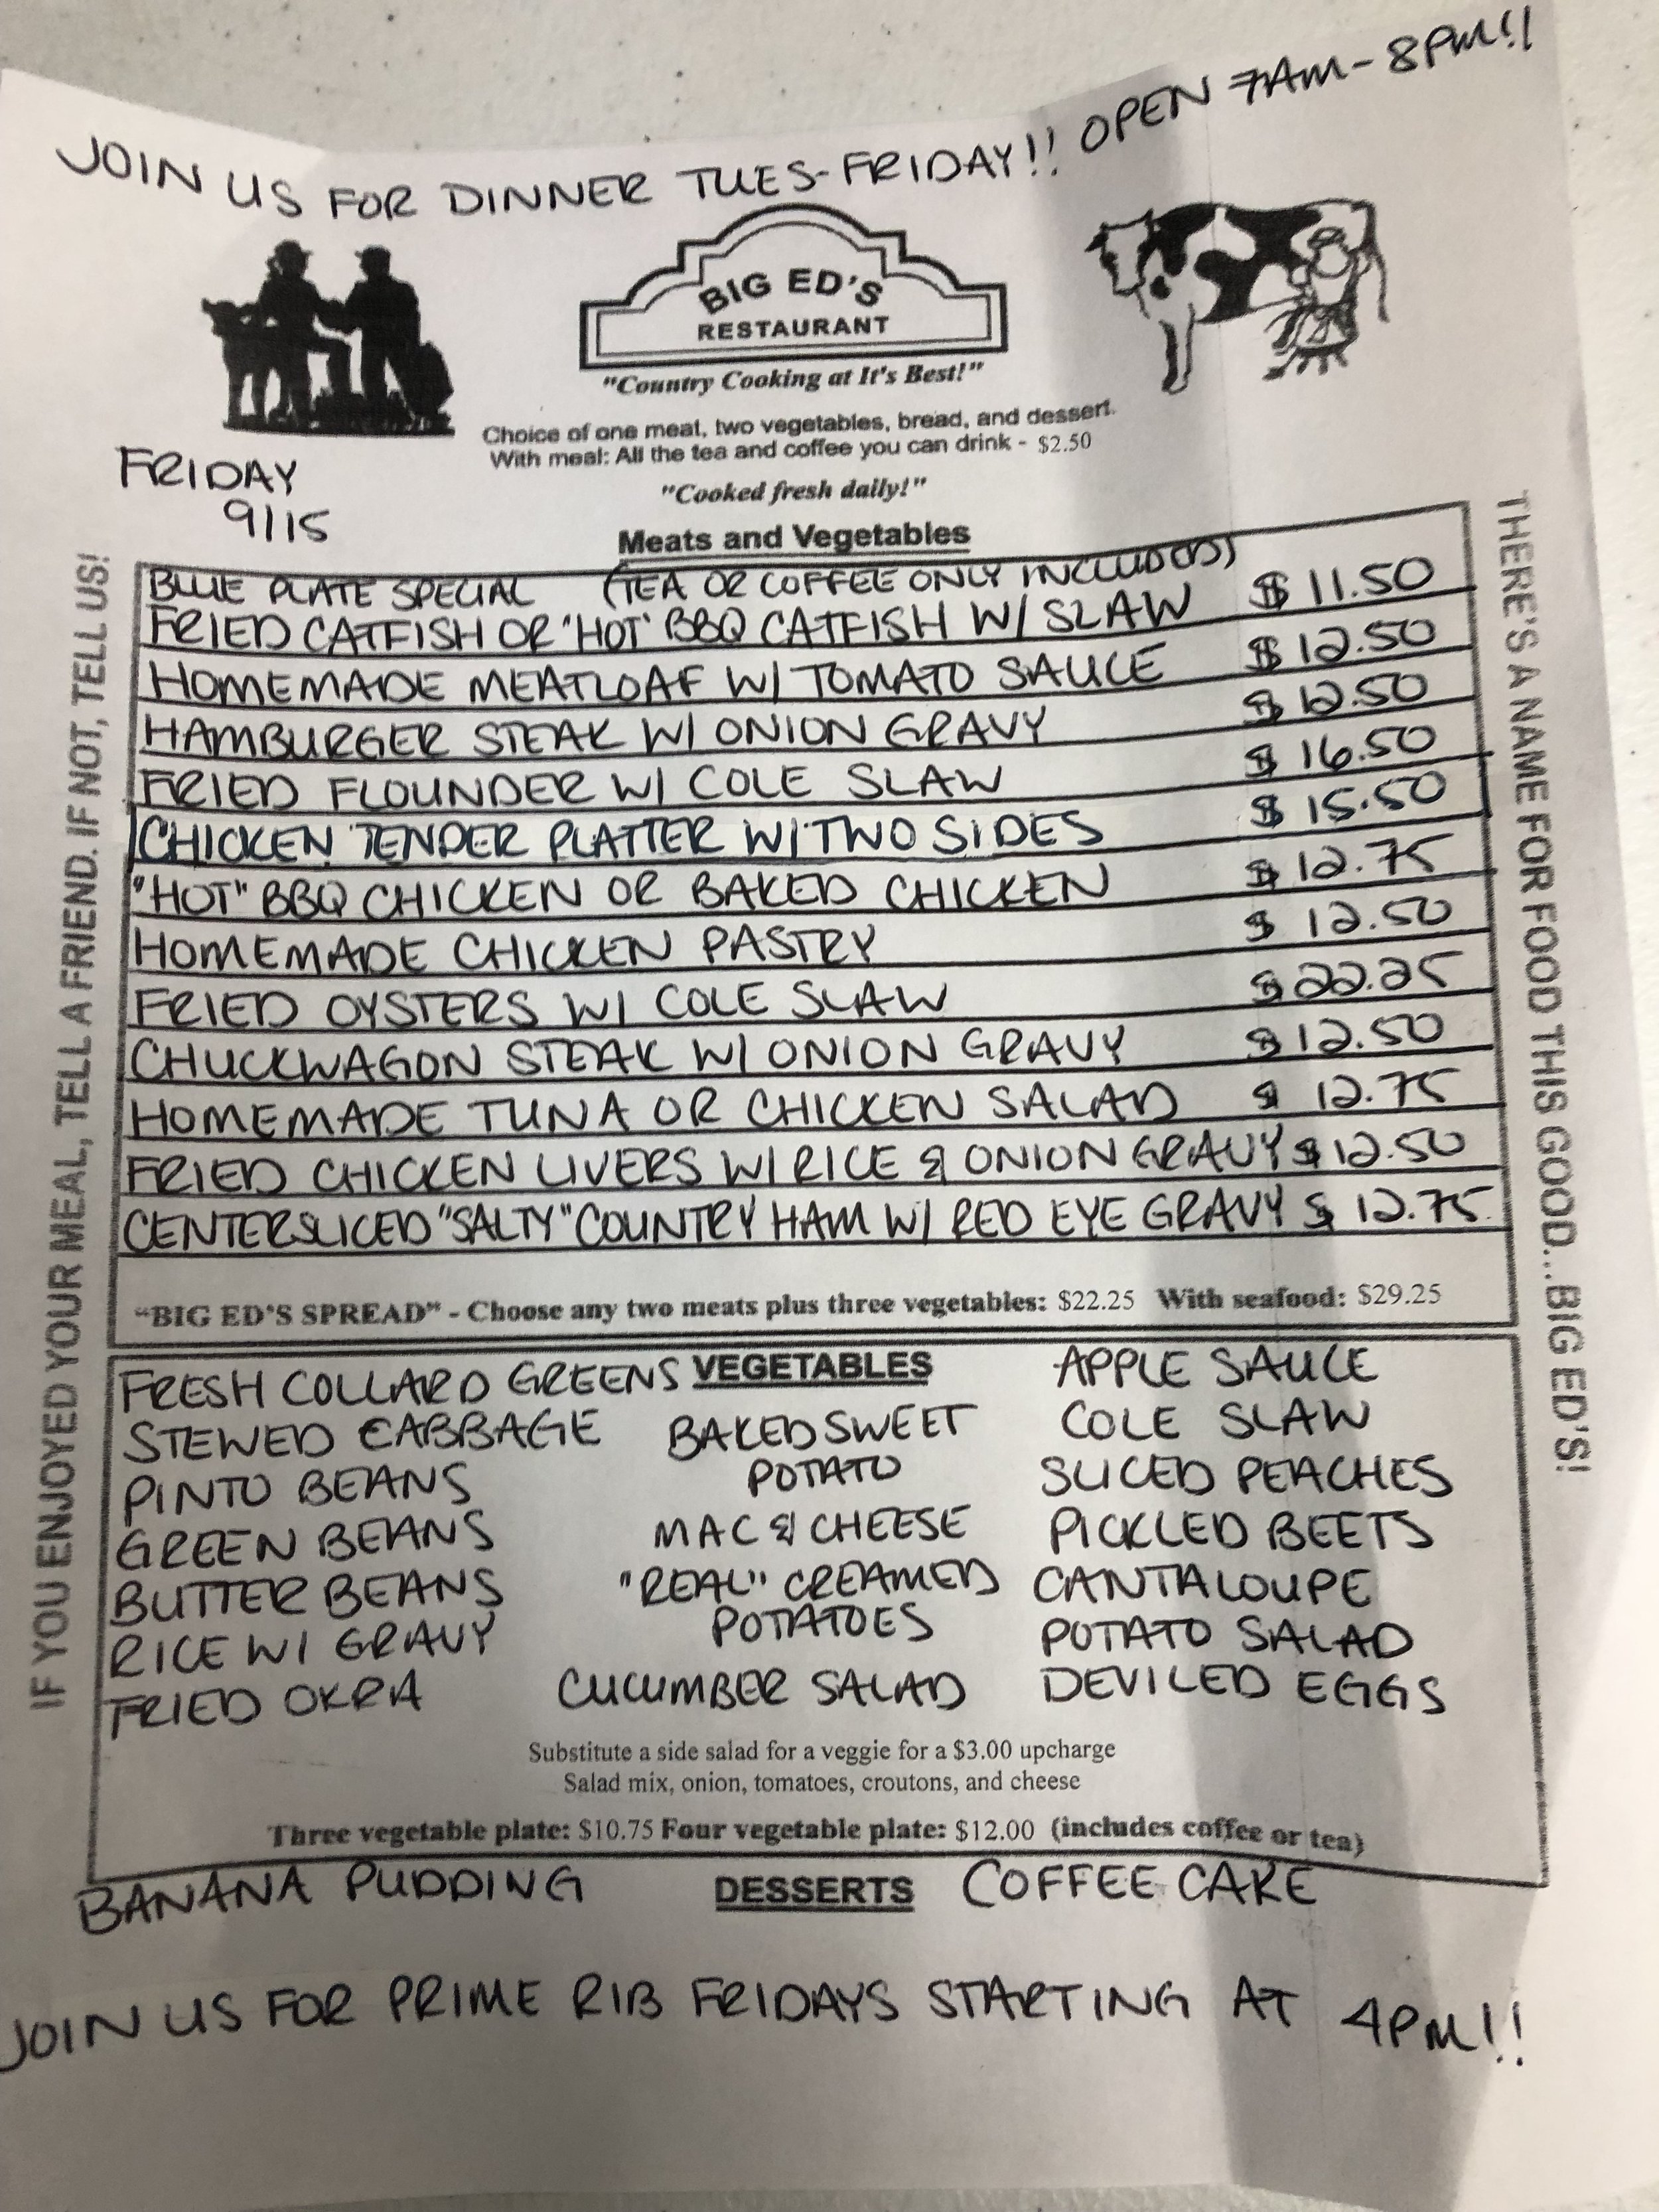 JOIN US FOR DINNER TUES-FRIDAY!! OPEN 7AM-8PM!!
BIG ED'S
RESTAURANT
"Country Cooking at It's Best!"
Choice of one meat, two vegetables, bread, and dessert.
With meal: All the tea and coffee you can drink - $2.50
"Cooked fresh daily!"
FRIDAY
9/15
Meats and Vegetables
BLUE PLATE SPECIAL (TEA OR COFFEE ONLY INCLUDED)
FRIED CATFISH OR "HOT" BBQ CATFISH W/ SLAW $11.50
HOMEMADE MEATLOAF W/ TOMATO SAUCE $12.50
HAMBURGER STEAK W/ ONION GRAVY $12.50
FRIED FLOUNDER W/ COLE SLAW $16.50
CHICKEN TENDER PLATTER W/ TWO SIDES $15.50
"HOT" BBQ CHICKEN OR BAKED CHICKEN $12.75
HOMEMADE CHICKEN PASTRY $12.50
FRIED OYSTERS W/ COLE SLAW $22.25
CHUCKWAGON STEAK W/ ONION GRAVY $12.50
HOMEMADE TUNA OR CHICKEN SALAD $12.75
FRIED CHICKEN LIVERS W/ RICE & ONION GRAVY $12.50
CENTERSLICED "SALTY" COUNTRY HAM W/ RED EYE GRAVY $12.75
"BIG ED'S SPREAD" - Choose any two meats plus three vegetables: $22.25 With seafood: $29.25
VEGETABLES
FRESH COLLARD GREENS
STEWED CABBAGE
PINTO BEANS
GREEN BEANS
BUTTER BEANS
RICE W/ GRAVY
FRIED OKRA
BAKED SWEET
POTATO
MAC & CHEESE
"REAL" CREAMED
POTATOES
CUCUMBER SALAD
APPLE SAUCE
COLE SLAW
SLICED PEACHES
PICKLED BEETS
CANTALOUPE
POTATO SALAD
DEVILED EGGS
Substitute a side salad for a veggie for a $3.00 upcharge
Salad mix, onion, tomatoes, croutons, and cheese
Three vegetable plate: $10.75 Four vegetable plate: $12.00 (includes coffee or tea)
BANANA PUDDING DESSERTS COFFEE CAKE
JOIN US FOR PRIME RIB FRIDAYS STARTING AT 4PM!!
IF YOU ENJOYED YOUR MEAL, TELL A FRIEND. IF NOT, TELL US!
THERE'S A NAME FOR FOOD THIS GOOD...BIG ED'S!